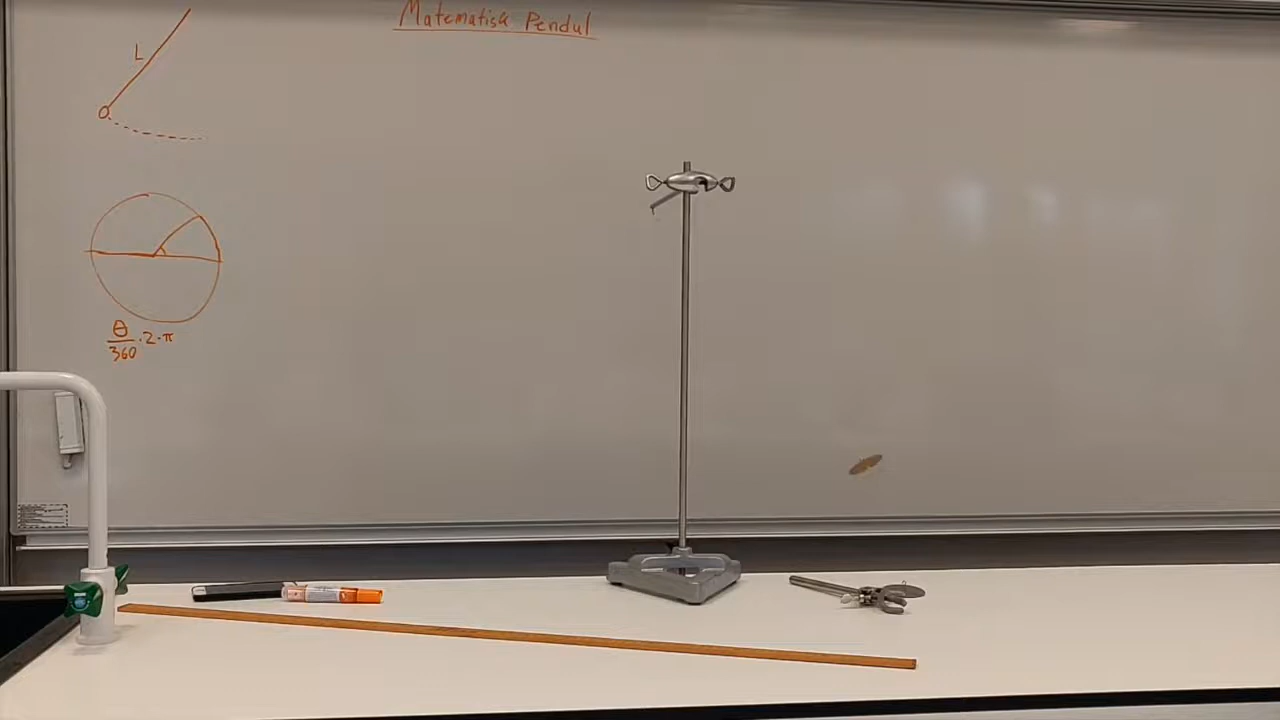 Matematisk Pendul
L
θ/360 · 2 · π